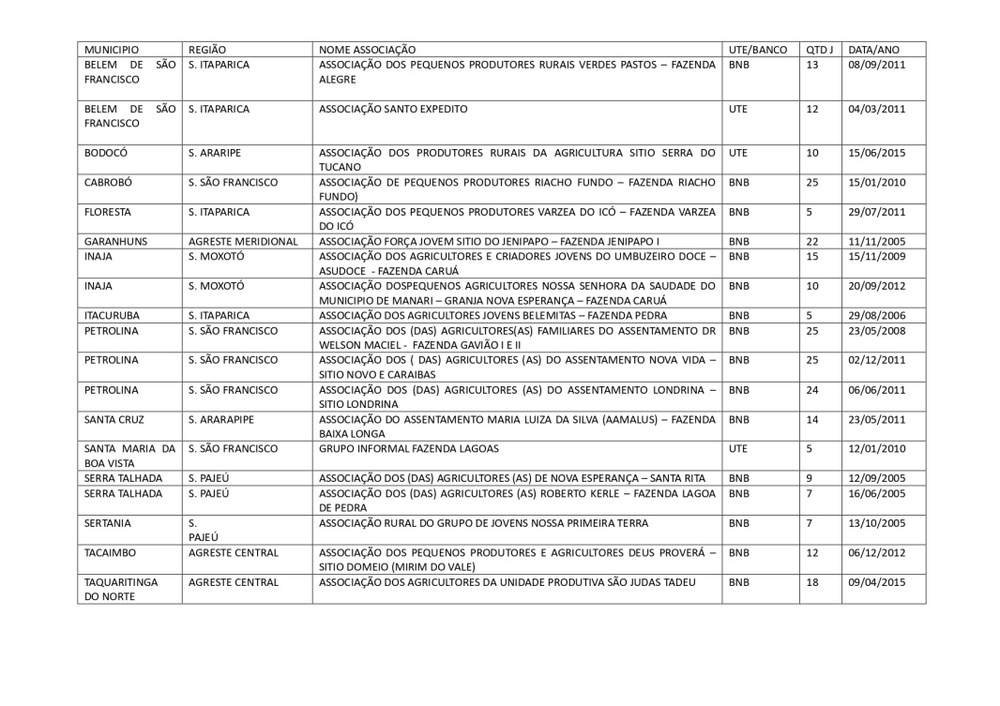 MUNICIPIO REGIÃO NOME ASSOCIAÇÃO UTE/BANCO QTD J DATA/ANO
BELEM DE SÃO S. ITAPARICA ASSOCIAÇÃO DOS PEQUENOS PRODUTORES RURAIS VERDES PASTOS – FAZENDA BNB 13 08/09/2011
FRANCISCO ALEGRE
BELEM DE SÃO S. ITAPARICA ASSOCIAÇÃO SANTO EXPEDITO UTE 12 04/03/2011
FRANCISCO
BODOCÓ S. ARARIPE ASSOCIAÇÃO DOS PRODUTORES RURAIS DA AGRICULTURA SITIO SERRA DO UTE 10 15/06/2015
TUCANO
CABROBÓ S. SÃO FRANCISCO ASSOCIAÇÃO DE PEQUENOS PRODUTORES RIACHO FUNDO – FAZENDA RIACHO BNB 25 15/01/2010
FUNDO)
FLORESTA S. ITAPARICA ASSOCIAÇÃO DOS PEQUENOS PRODUTORES VARZEA DO ICÓ – FAZENDA VARZEA BNB 5 29/07/2011
DO ICÓ
GARANHUNS AGRESTE MERIDIONAL ASSOCIAÇÃO FORÇA JOVEM SITIO DO JENIPAPO – FAZENDA JENIPAPO I BNB 22 11/11/2005
INAJA S. MOXOTÓ ASSOCIAÇÃO DOS AGRICULTORES E CRIADORES JOVENS DO UMBUZEIRO DOCE – BNB 15 15/11/2009
ASUDOCE - FAZENDA CARUÁ
INAJA S. MOXOTÓ ASSOCIAÇÃO DOSPEQUENOS AGRICULTORES NOSSA SENHORA DA SAUDADE DO BNB 10 20/09/2012
MUNICIPIO DE MANARI – GRANJA NOVA ESPERANÇA – FAZENDA CARUÁ
ITACURUBA S. ITAPARICA ASSOCIAÇÃO DOS AGRICULTORES JOVENS BELEMITAS – FAZENDA PEDRA BNB 5 29/08/2006
PETROLINA S. SÃO FRANCISCO ASSOCIAÇÃO DOS (DAS) AGRICULTORES(AS) FAMILIARES DO ASSENTAMENTO DR BNB 25 23/05/2008
WELSON MACIEL - FAZENDA GAVIÃO I E II
PETROLINA S. SÃO FRANCISCO ASSOCIAÇÃO DOS ( DAS) AGRICULTORES (AS) DO ASSENTAMENTO NOVA VIDA – BNB 25 02/12/2011
SITIO NOVO E CARAIBAS
PETROLINA S. SÃO FRANCISCO ASSOCIAÇÃO DOS (DAS) AGRICULTORES (AS) DO ASSENTAMENTO LONDRINA – BNB 24 06/06/2011
SITIO LONDRINA
SANTA CRUZ S. ARARAPIPE ASSOCIAÇÃO DO ASSENTAMENTO MARIA LUIZA DA SILVA (AAMALUS) – FAZENDA BNB 14 23/05/2011
BAIXA LONGA
SANTA MARIA DA S. SÃO FRANCISCO GRUPO INFORMAL FAZENDA LAGOAS UTE 5 12/01/2010
BOA VISTA
SERRA TALHADA S. PAJEÚ ASSOCIAÇÃO DOS (DAS) AGRICULTORES (AS) DE NOVA ESPERANÇA – SANTA RITA BNB 9 12/09/2005
SERRA TALHADA S. PAJEÚ ASSOCIAÇÃO DOS (DAS) AGRICULTORES (AS) ROBERTO KERLE – FAZENDA LAGOA BNB 7 16/06/2005
DE PEDRA
SERTANIA S. ASSOCIAÇÃO RURAL DO GRUPO DE JOVENS NOSSA PRIMEIRA TERRA BNB 7 13/10/2005
PAJEÚ
TACAIMBO AGRESTE CENTRAL ASSOCIAÇÃO DOS PEQUENOS PRODUTORES E AGRICULTORES DEUS PROVERÁ – BNB 12 06/12/2012
SITIO DOMEIO (MIRIM DO VALE)
TAQUARITINGA AGRESTE CENTRAL ASSOCIAÇÃO DOS AGRICULTORES DA UNIDADE PRODUTIVA SÃO JUDAS TADEU BNB 18 09/04/2015
DO NORTE